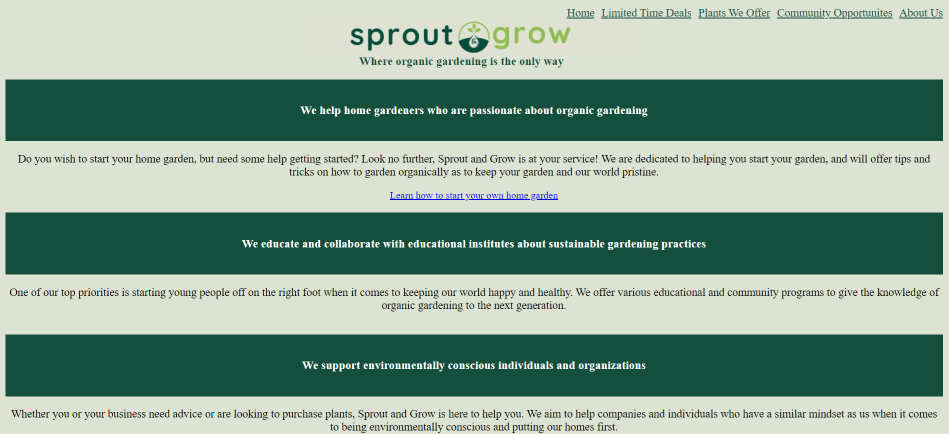 Home Limited Time Deals Plants We Offer Community Opportunites About Us
sprout & grow
Where organic gardening is the only way
We help home gardeners who are passionate about organic gardening
Do you wish to start your home garden, but need some help getting started? Look no further, Sprout and Grow is at your service! We are dedicated to helping you start your garden, and will offer tips and
tricks on how to garden organically as to keep your garden and our world pristine.
Learn how to start your own home garden
We educate and collaborate with educational institutes about sustainable gardening practices
One of our top priorities is starting young people off on the right foot when it comes to keeping our world happy and healthy. We offer various educational and community programs to give the knowledge of
organic gardening to the next generation.
We support environmentally conscious individuals and organizations
Whether you or your business need advice or are looking to purchase plants, Sprout and Grow is here to help you. We aim to help companies and individuals who have a similar mindset as us when it comes
to being environmentally conscious and putting our homes first.